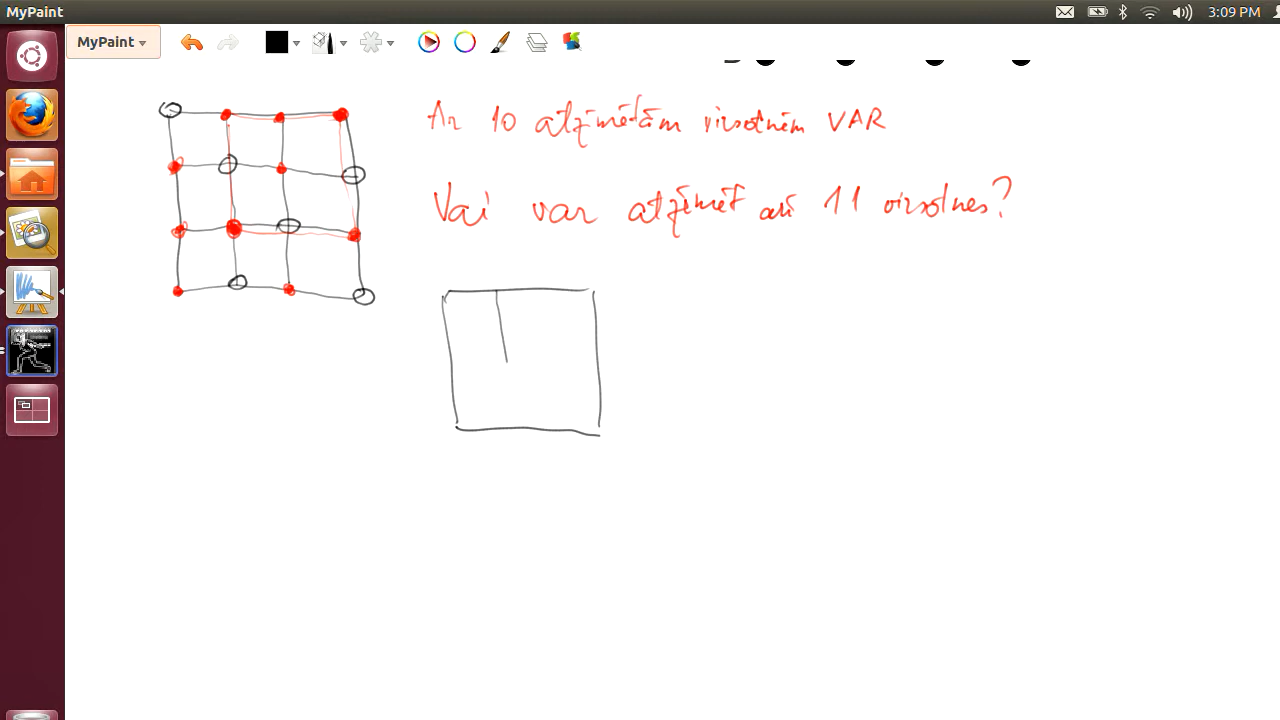 MyPaint
3:09 PM
MyPaint
Ar 10 atzīmētām virsotnēm VAR
Vai var atzīmēt arī 11 virsotnes?